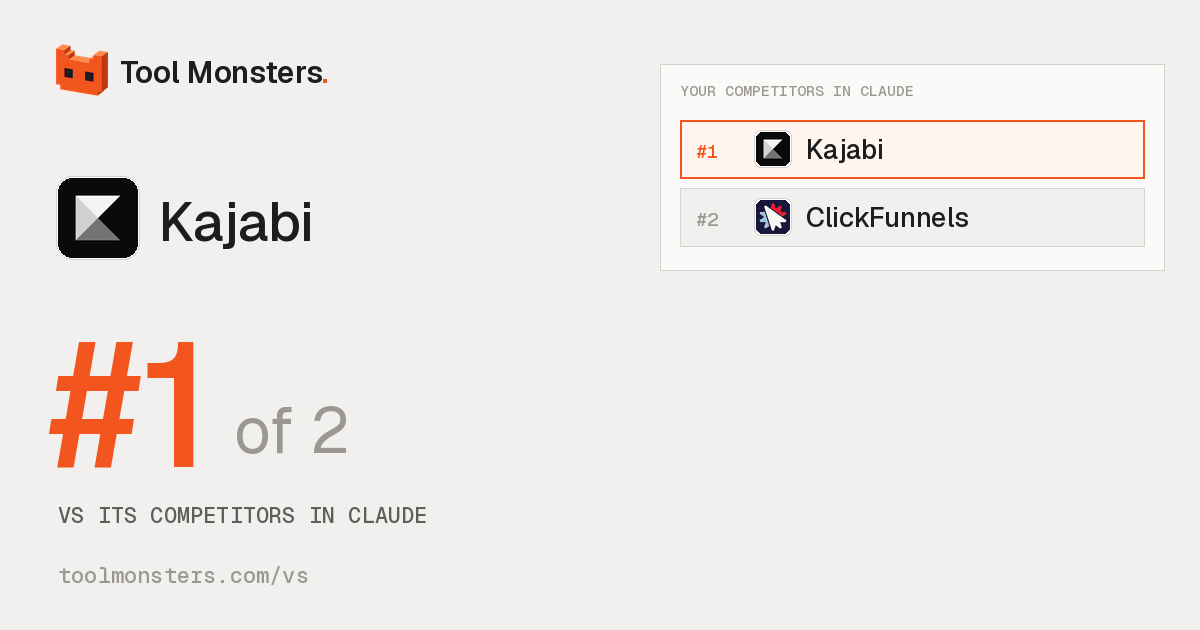 Tool Monsters.
Kajabi
#1 of 2
VS ITS COMPETITORS IN CLAUDE
toolmonsters.com/vs
YOUR COMPETITORS IN CLAUDE
#1 Kajabi
#2 ClickFunnels